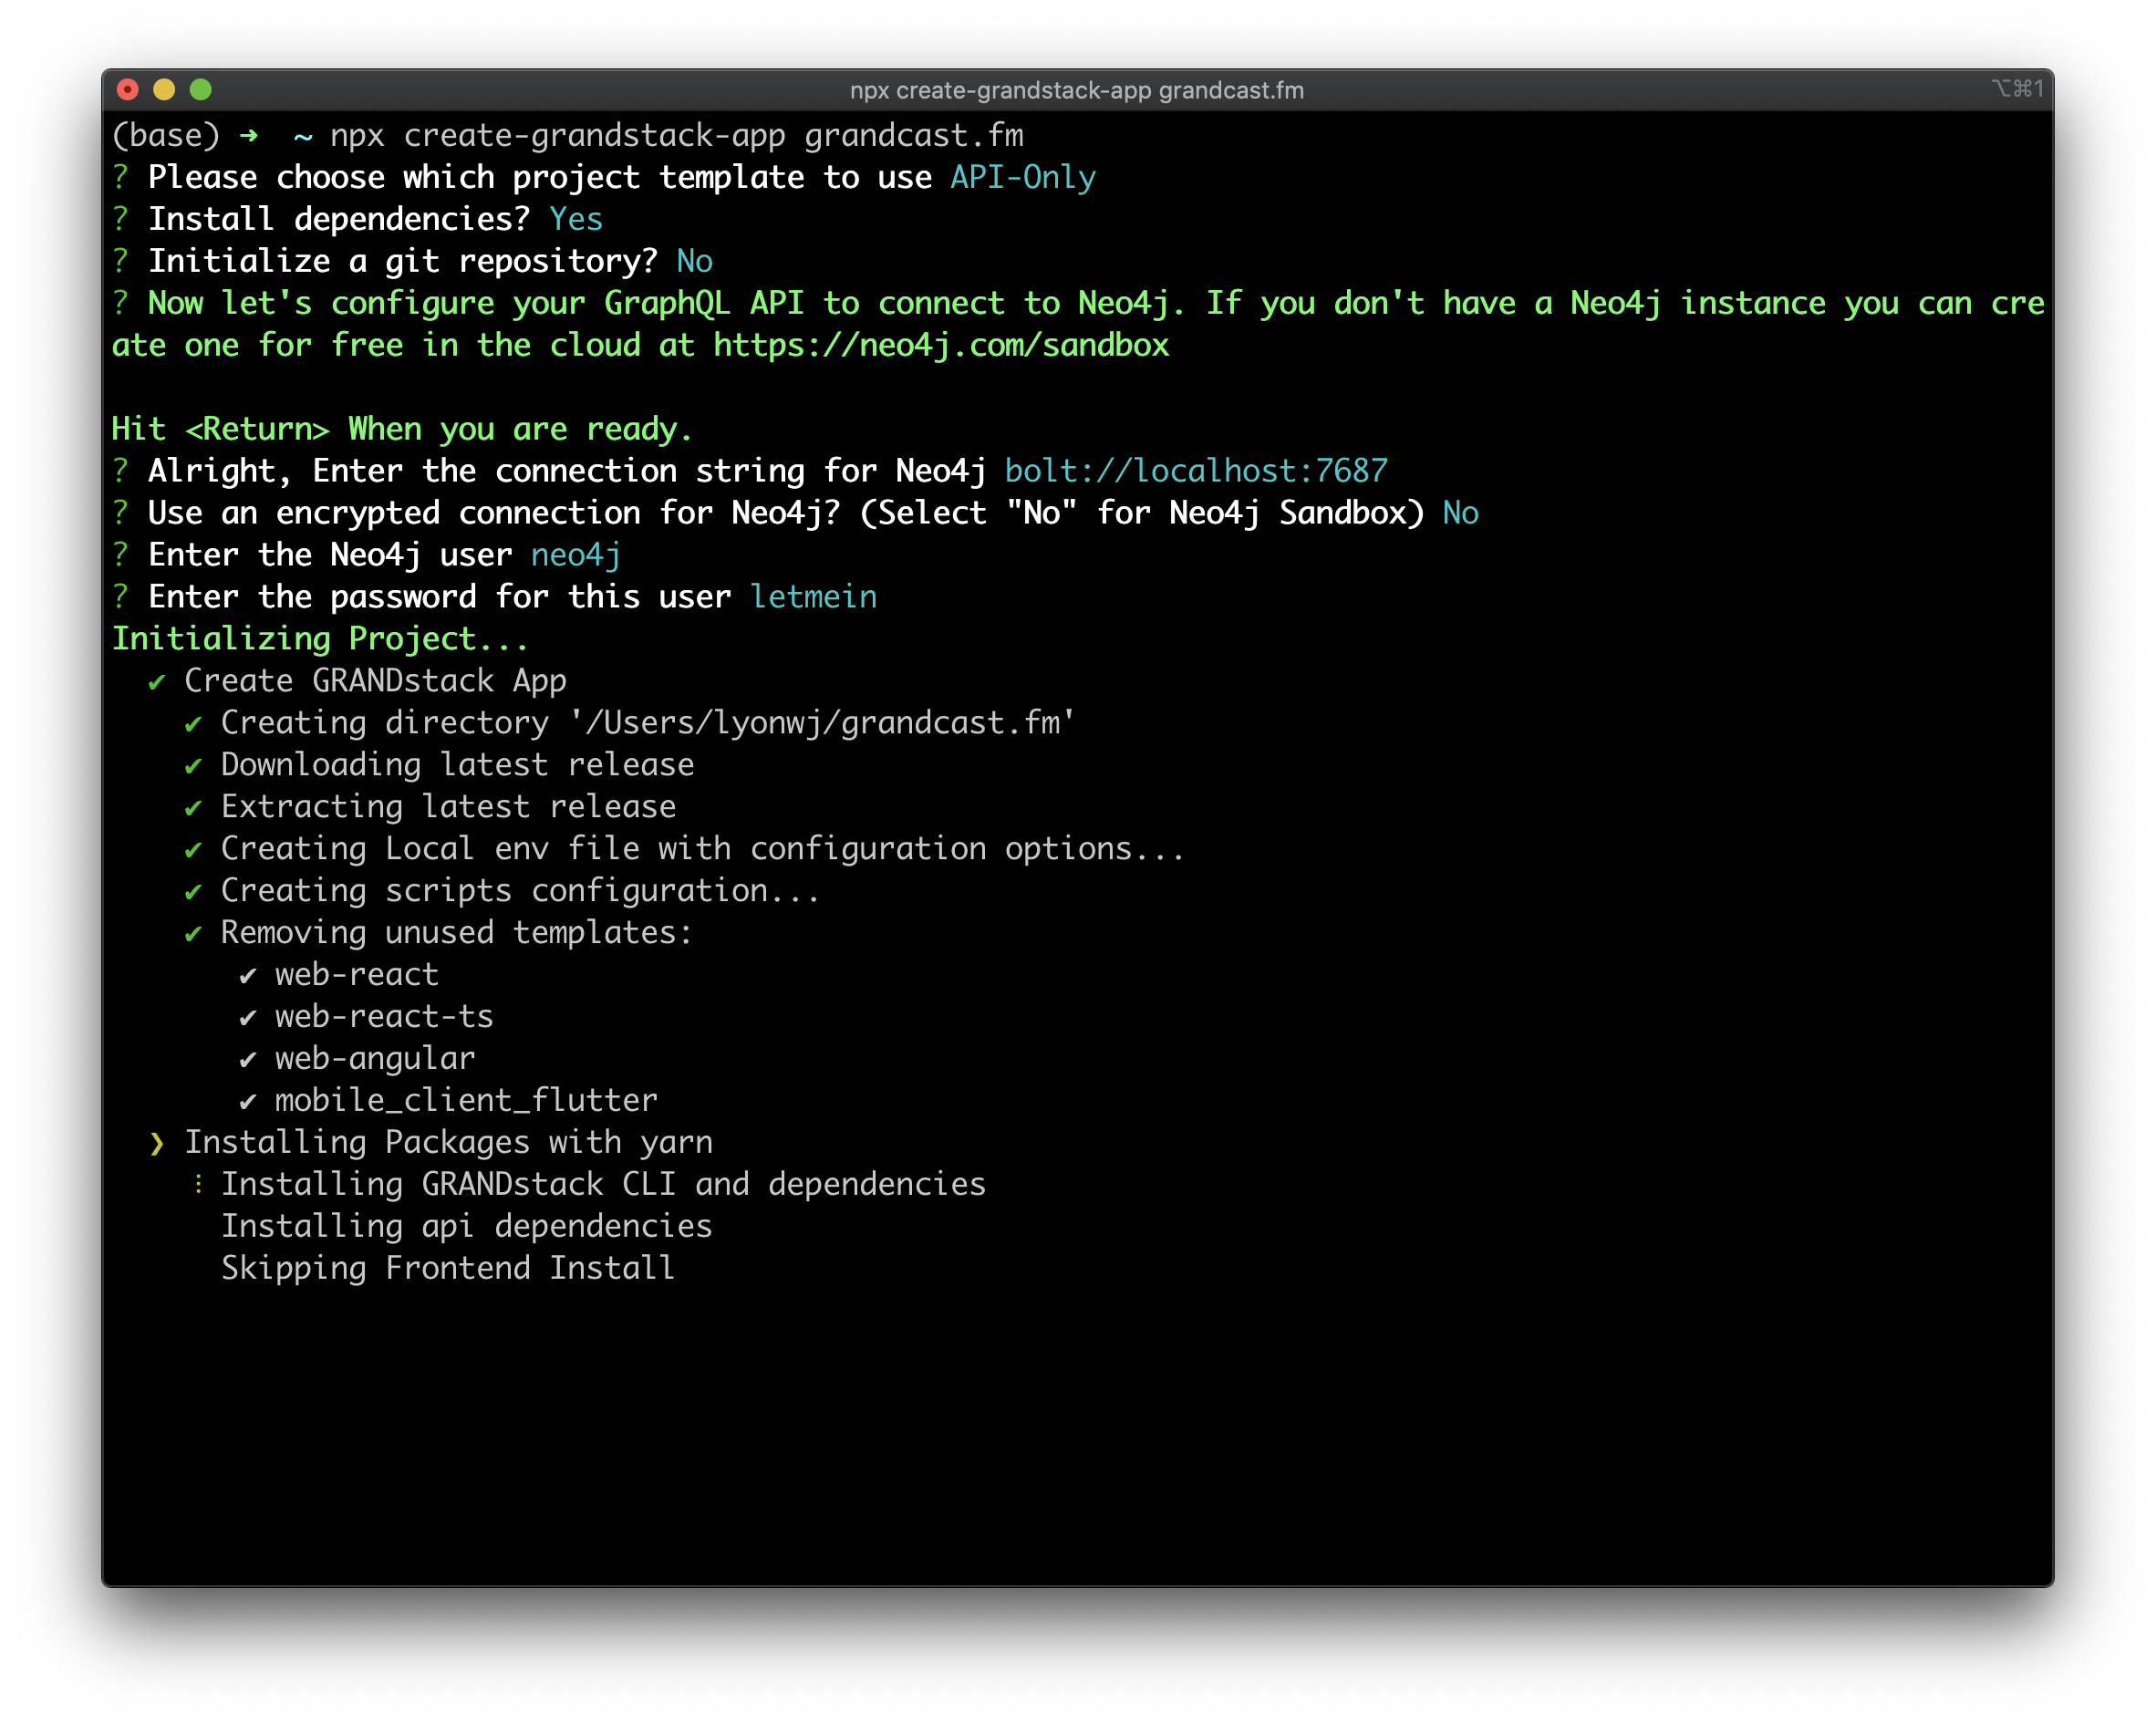 npx create-grandstack-app grandcast.fm
⌥⌘1
(base) ➜  ~ npx create-grandstack-app grandcast.fm
? Please choose which project template to use API-Only
? Install dependencies? Yes
? Initialize a git repository? No
? Now let's configure your GraphQL API to connect to Neo4j. If you don't have a Neo4j instance you can cre
ate one for free in the cloud at https://neo4j.com/sandbox
Hit <Return> When you are ready.
? Alright, Enter the connection string for Neo4j bolt://localhost:7687
? Use an encrypted connection for Neo4j? (Select "No" for Neo4j Sandbox) No
? Enter the Neo4j user neo4j
? Enter the password for this user letmein
Initializing Project...
✔ Create GRANDstack App
✔ Creating directory '/Users/lyonwj/grandcast.fm'
✔ Downloading latest release
✔ Extracting latest release
✔ Creating Local env file with configuration options...
✔ Creating scripts configuration...
✔ Removing unused templates:
✔ web-react
✔ web-react-ts
✔ web-angular
✔ mobile_client_flutter
❯ Installing Packages with yarn
⁝ Installing GRANDstack CLI and dependencies
Installing api dependencies
Skipping Frontend Install